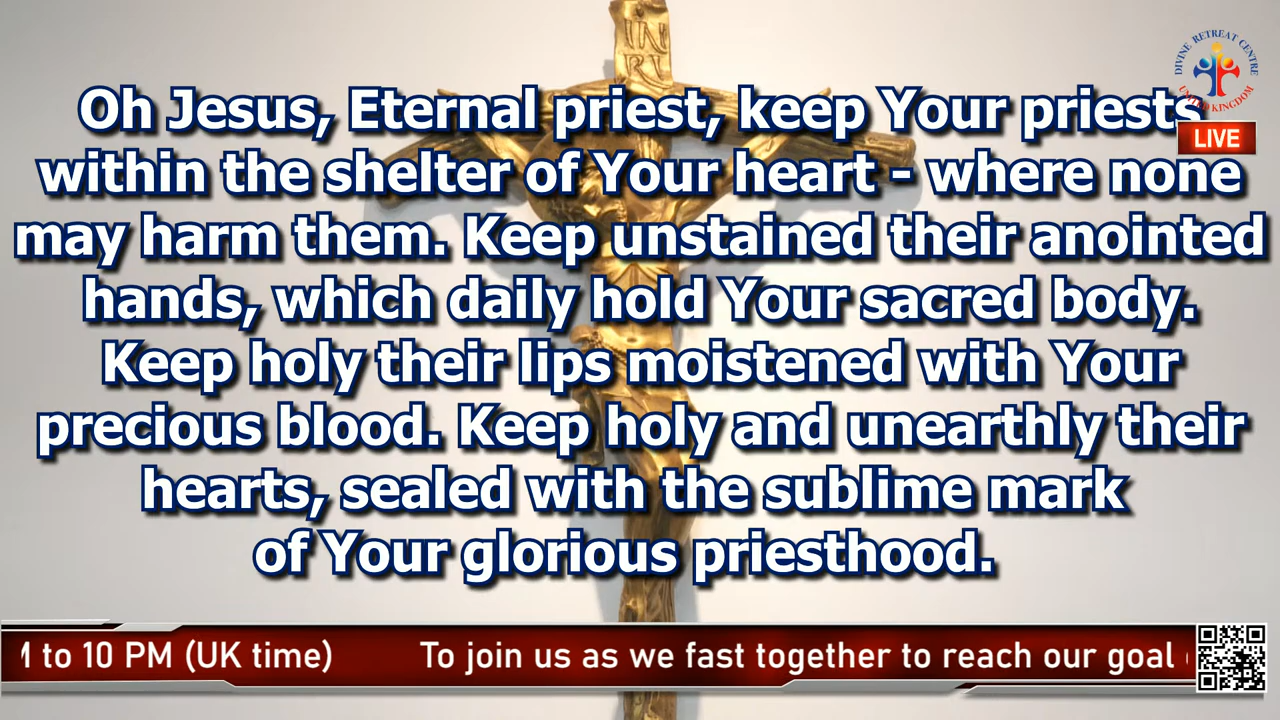 IN
RI
DIVINE RETREAT CENTRE
UNITED KINGDOM
LIVE
Oh Jesus, Eternal priest, keep Your priests
within the shelter of Your heart - where none
may harm them. Keep unstained their anointed
hands, which daily hold Your sacred body.
Keep holy their lips moistened with Your
precious blood. Keep holy and unearthly their
hearts, sealed with the sublime mark
of Your glorious priesthood.
to 10 PM (UK time) To join us as we fast together to reach our goal